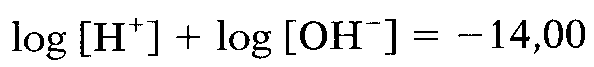 log [H⁺] + log [OH⁻] = −14,00